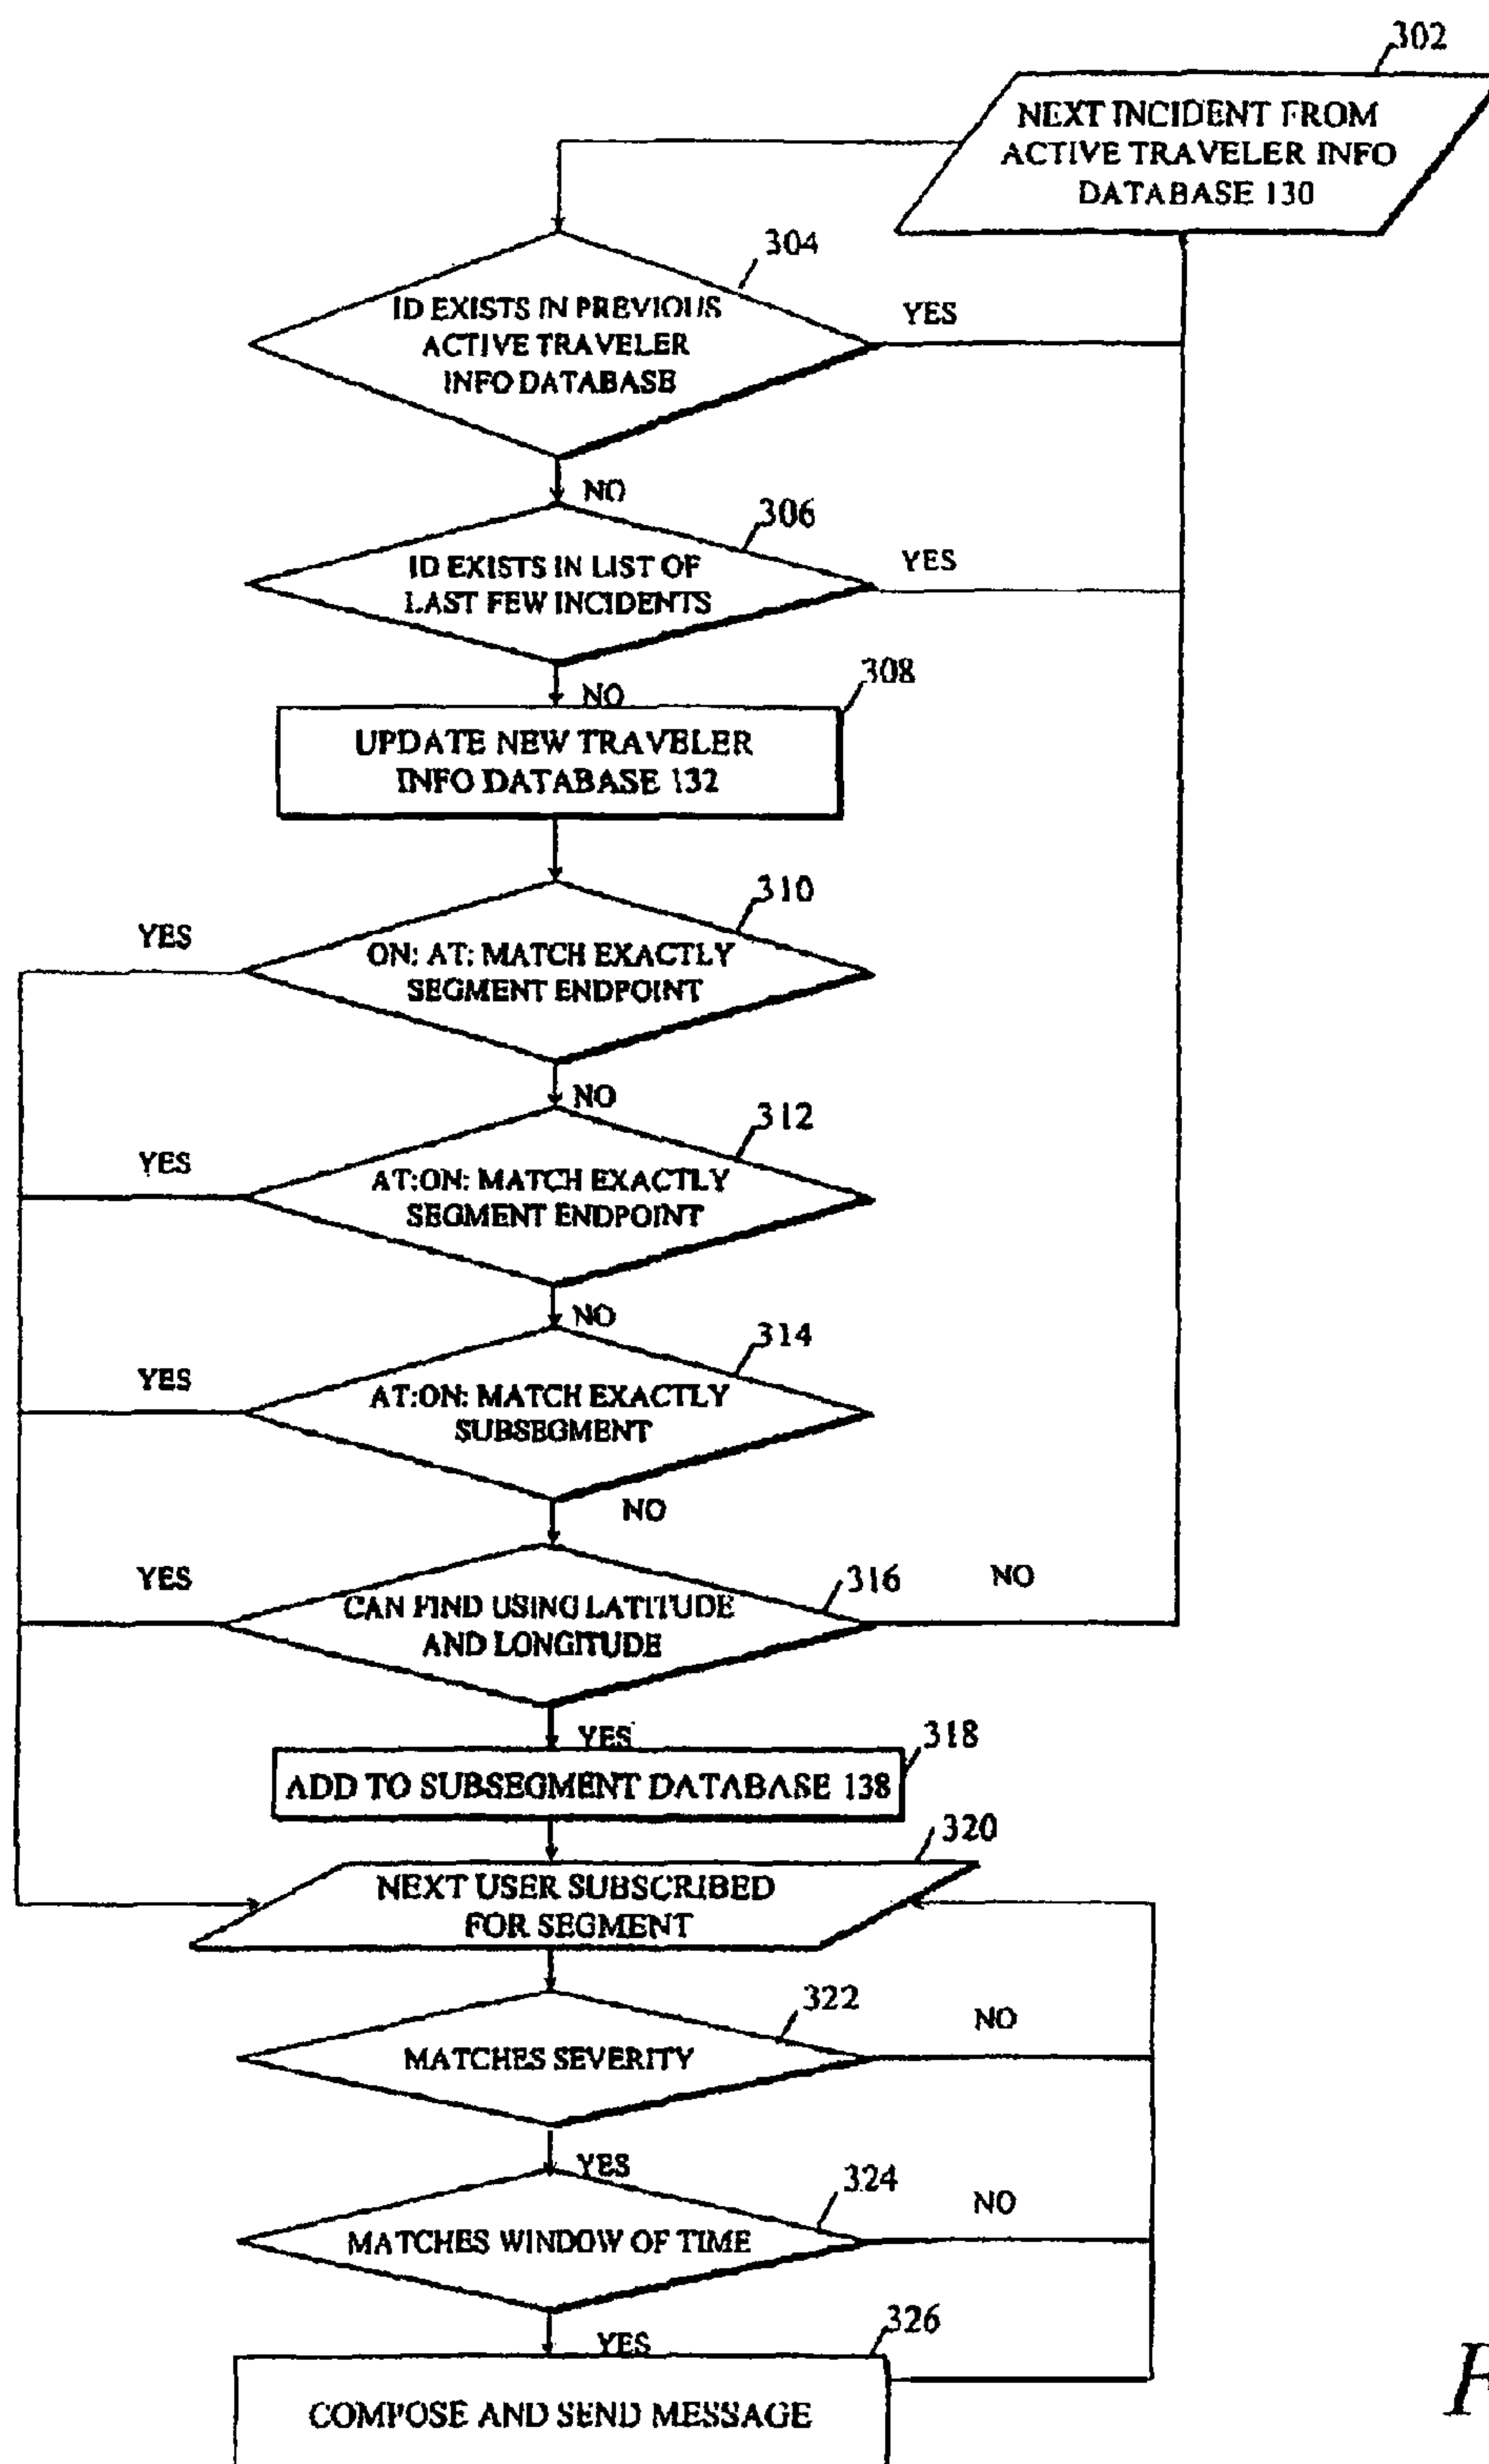 302
NEXT INCIDENT FROM
ACTIVE TRAVELER INFO
DATABASE 130
304
ID EXISTS IN PREVIOUS
ACTIVE TRAVELER
INFO DATABASE
YES
NO
306
ID EXISTS IN LIST OF
LAST FEW INCIDENTS
YES
NO
308
UPDATE NEW TRAVELER
INFO DATABASE 132
310
YES
ON: AT: MATCH EXACTLY
SEGMENT ENDPOINT
NO
312
YES
AT:ON: MATCH EXACTLY
SEGMENT ENDPOINT
NO
314
YES
AT:ON: MATCH EXACTLY
SUBSEGMENT
NO
YES
316
NO
CAN FIND USING LATITUDE
AND LONGITUDE
YES
318
ADD TO SUBSEGMENT DATABASE 138
320
NEXT USER SUBSCRIBED
FOR SEGMENT
322
NO
MATCHES SEVERITY
YES
324
NO
MATCHES WINDOW OF TIME
YES
326
COMPOSE AND SEND MESSAGE